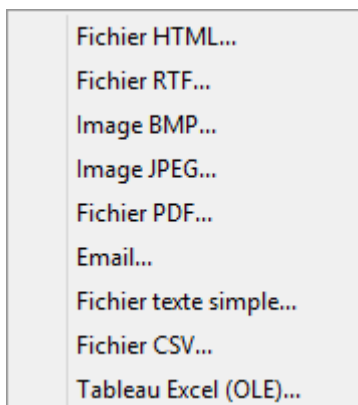 Fichier HTML...
Fichier RTF...
Image BMP...
Image JPEG...
Fichier PDF...
Email...
Fichier texte simple...
Fichier CSV...
Tableau Excel (OLE)...